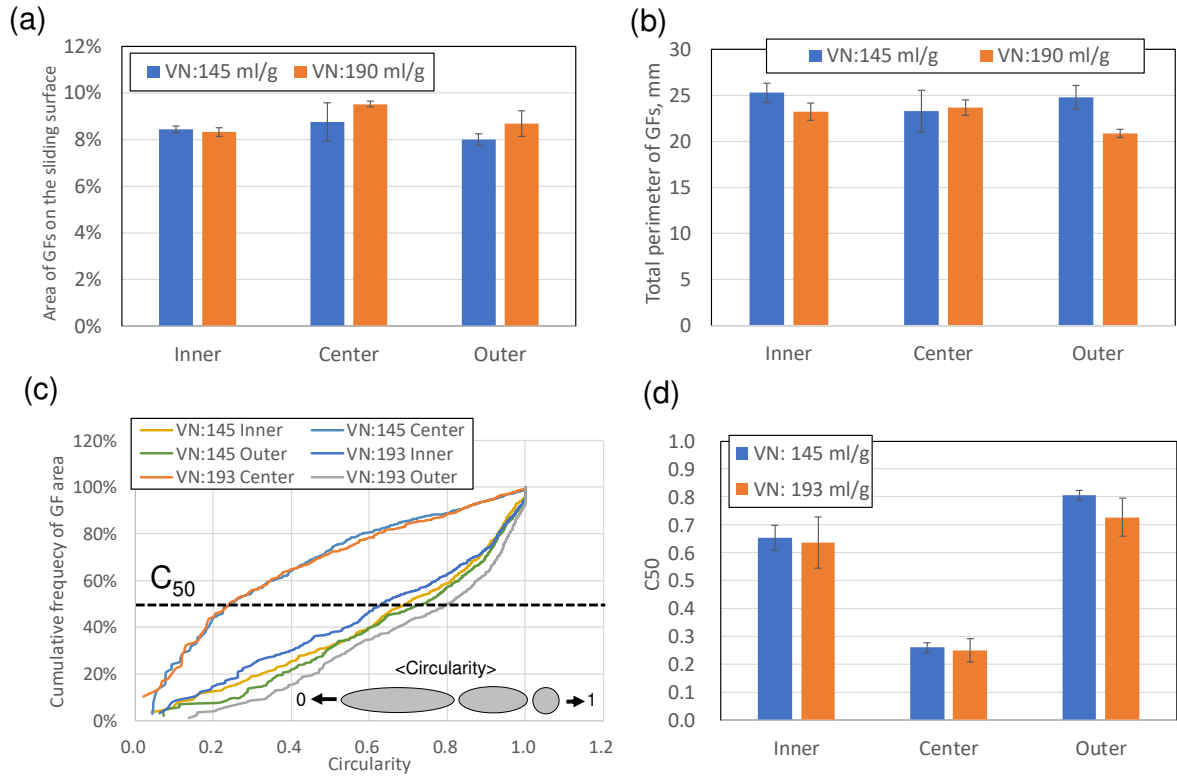 (a)
12%
10%
8%
6%
4%
2%
0%
Area of GFs on the sliding surface
VN:145 ml/g VN:190 ml/g
Inner Center Outer
(b)
30
25
20
15
10
5
0
Total perimeter of GFs, mm
VN:145 ml/g VN:190 ml/g
Inner Center Outer
(c)
VN:145 Inner VN:145 Center
VN:145 Outer VN:193 Inner
VN:193 Center VN:193 Outer
120%
100%
80%
60%
40%
20%
0%
Cumulative frequecy of GF area
C50
<Circularity>
0 1
0.0 0.2 0.4 0.6 0.8 1.0 1.2
Circularity
(d)
1.0
0.9
0.8
0.7
0.6
0.5
0.4
0.3
0.2
0.1
0.0
C50
VN: 145 ml/g
VN: 193 ml/g
Inner Center Outer